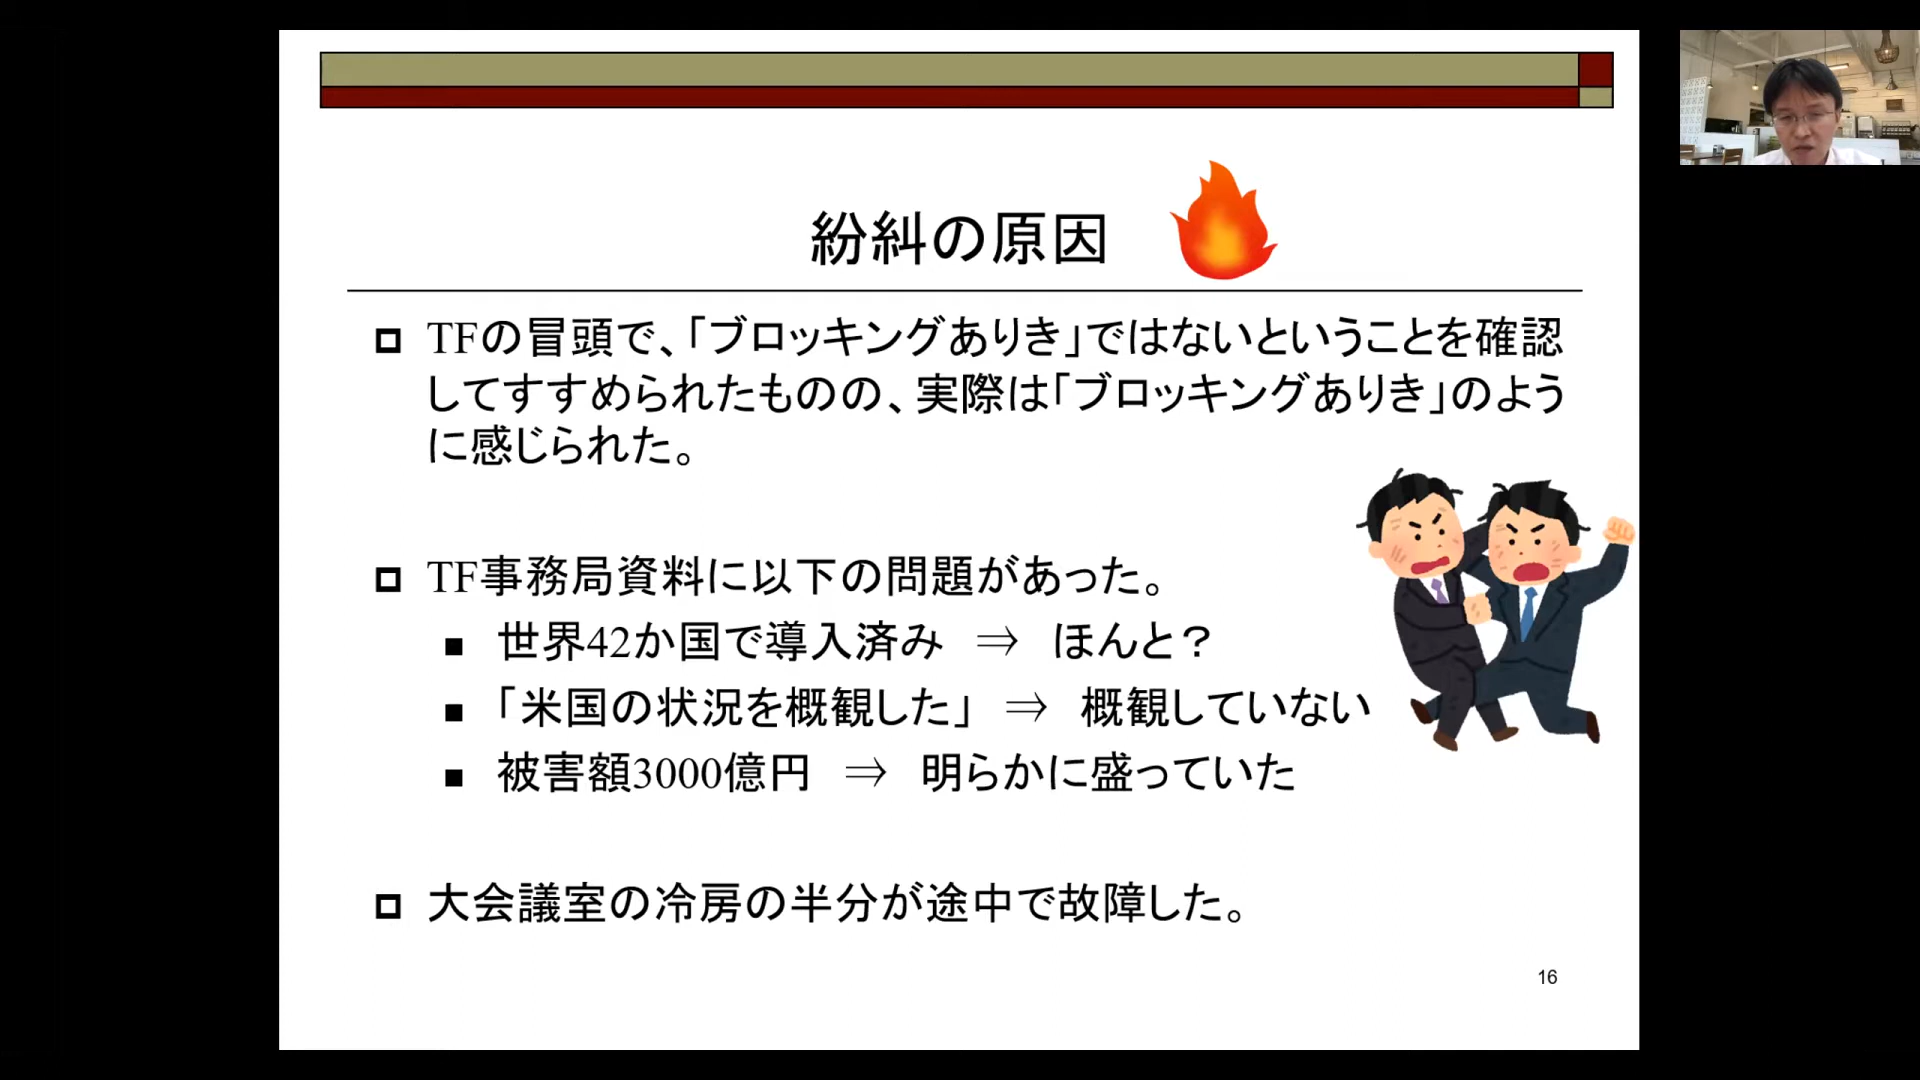 紛糾の原因
TFの冒頭で、「ブロッキングありき」ではないということを確認
してすすめられたものの、実際は「ブロッキングありき」のよう
に感じられた。
TF事務局資料に以下の問題があった。
世界42か国で導入済み ⇒ ほんと？
「米国の状況を概観した」 ⇒ 概観していない
被害額3000億円 ⇒ 明らかに盛っていた
大会議室の冷房の半分が途中で故障した。
16